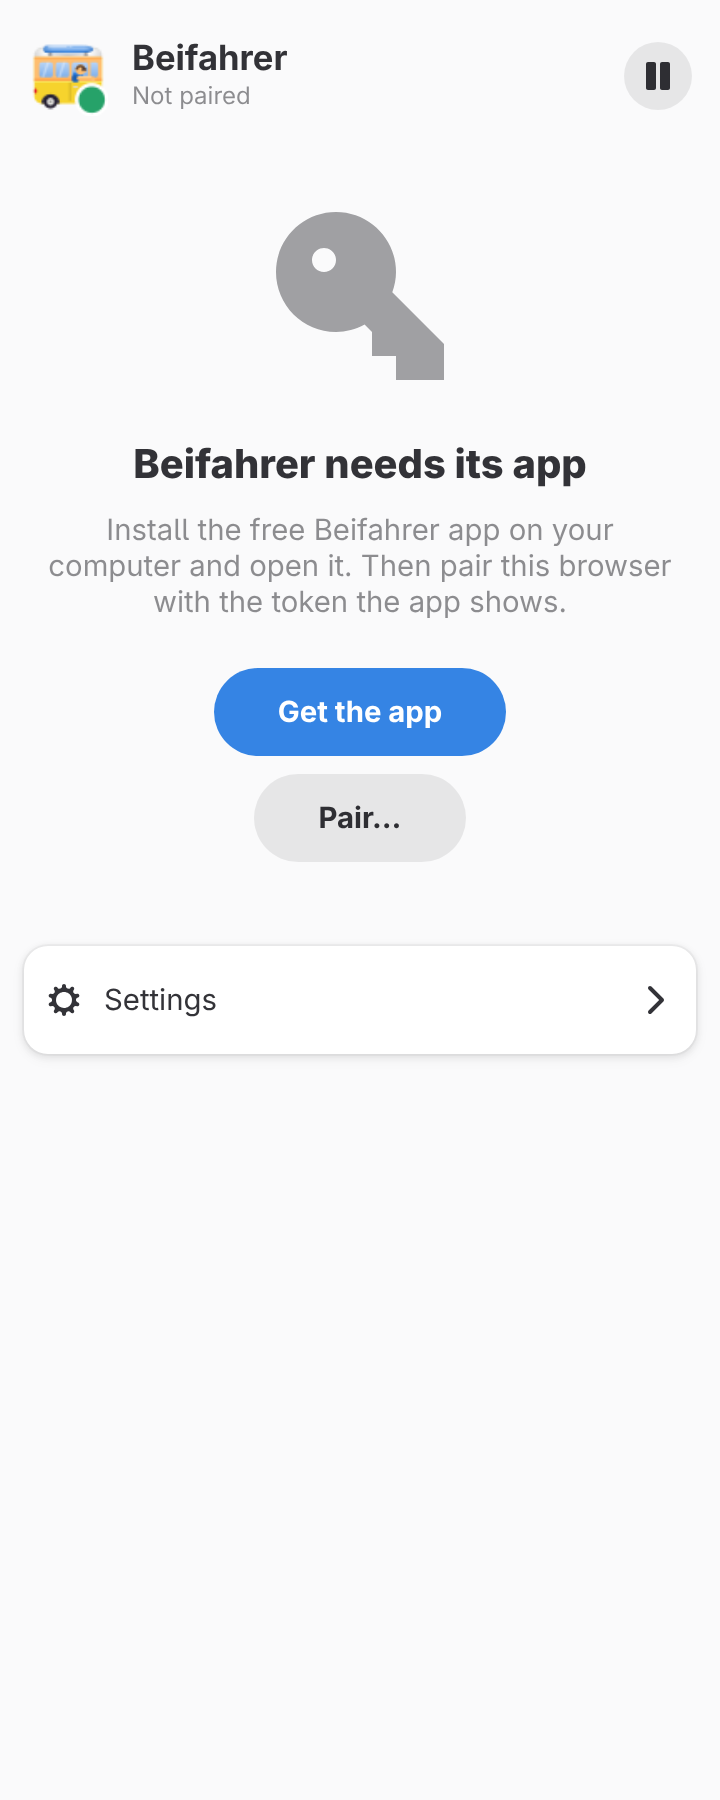 Beifahrer
Not paired
Beifahrer needs its app
Install the free Beifahrer app on your
computer and open it. Then pair this browser
with the token the app shows.
Get the app
Pair...
Settings